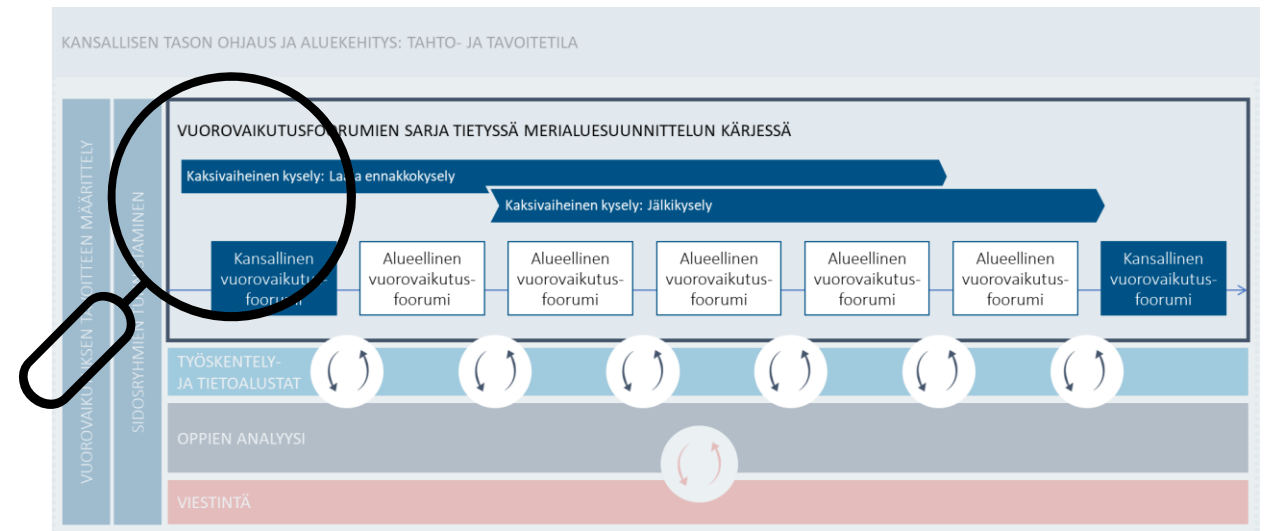 KANSALLISEN TASON OHJAUS JA ALUEKEHITYS: TAHTO- JA TAVOITETILA
VUOROVAIKUTUKSEN TAVOITTEEN MÄÄRITTELY
SIDOSRYHMIEN
VUOROVAIKUTUSFOORUMIEN SARJA TIETYSSÄ MERIALUESUUNNITTELUN KÄRJESSÄ
Kaksivaiheinen kysely: Laaja ennakkokysely
Kaksivaiheinen kysely: Jälkikysely
Kansallinen
vuorovaikutus-
foorumi
Alueellinen
vuorovaikutus-
foorumi
Alueellinen
vuorovaikutus-
foorumi
Alueellinen
vuorovaikutus-
foorumi
Alueellinen
vuorovaikutus-
foorumi
Alueellinen
vuorovaikutus-
foorumi
Kansallinen
vuorovaikutus-
foorumi
TYÖSKENTELY-
JA TIETOALUSTAT
OPPIEN ANALYYSI
VIESTINTÄ